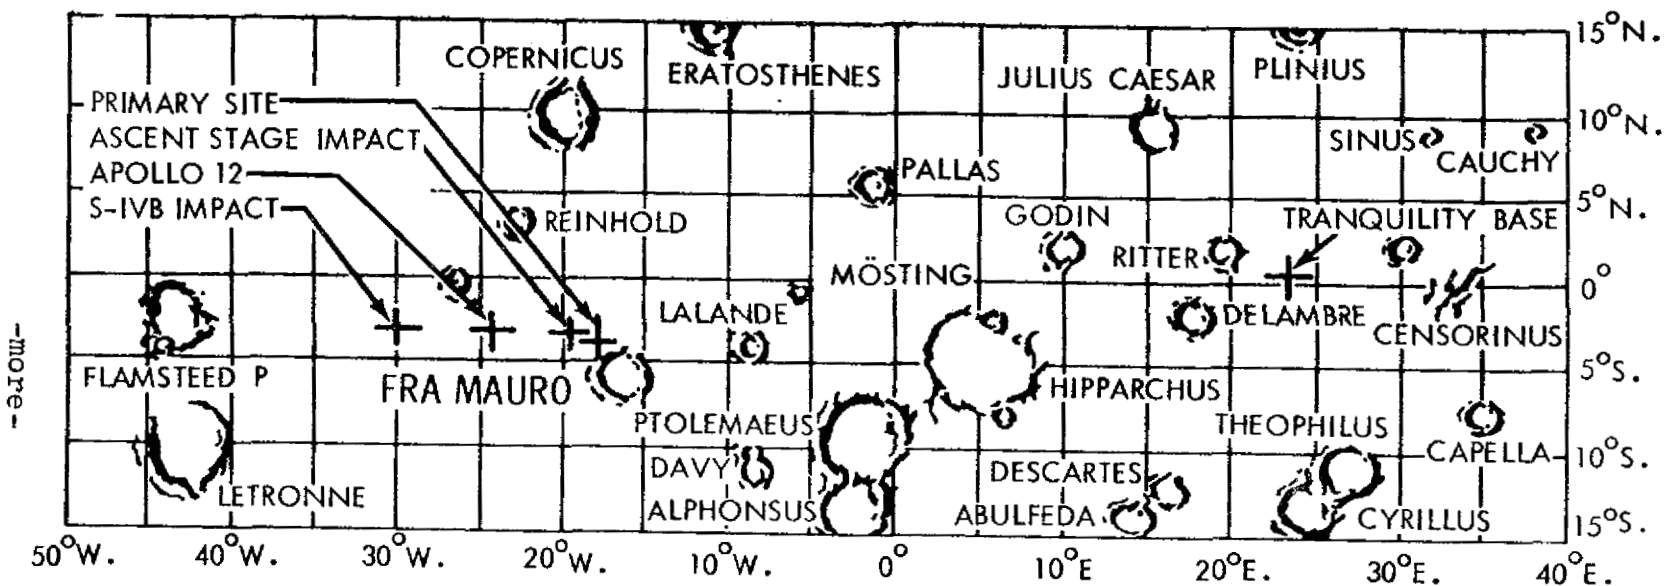 15°N.
COPERNICUS
ERATOSTHENES
JULIUS CAESAR
PLINIUS
PRIMARY SITE
10°N.
ASCENT STAGE IMPACT
SINUS
CAUCHY
APOLLO 12
PALLAS
S-IVB IMPACT
REINHOLD
GODIN
TRANQUILITY BASE
5°N.
RITTER
MÖSTING
0°
LALANDE
DELAMBRE
CENSORINUS
FLAMSTEED P
FRA MAURO
HIPPARCHUS
5°S.
-more-
PTOLEMAEUS
THEOPHILUS
DAVY
DESCARTES
CAPELLA
10°S.
LETRONNE
ALPHONSUS
ABULFEDA
CYRILLUS
15°S.
50°W. 40°W. 30°W. 20°W. 10°W. 0° 10°E 20°E. 30°E. 40°E.